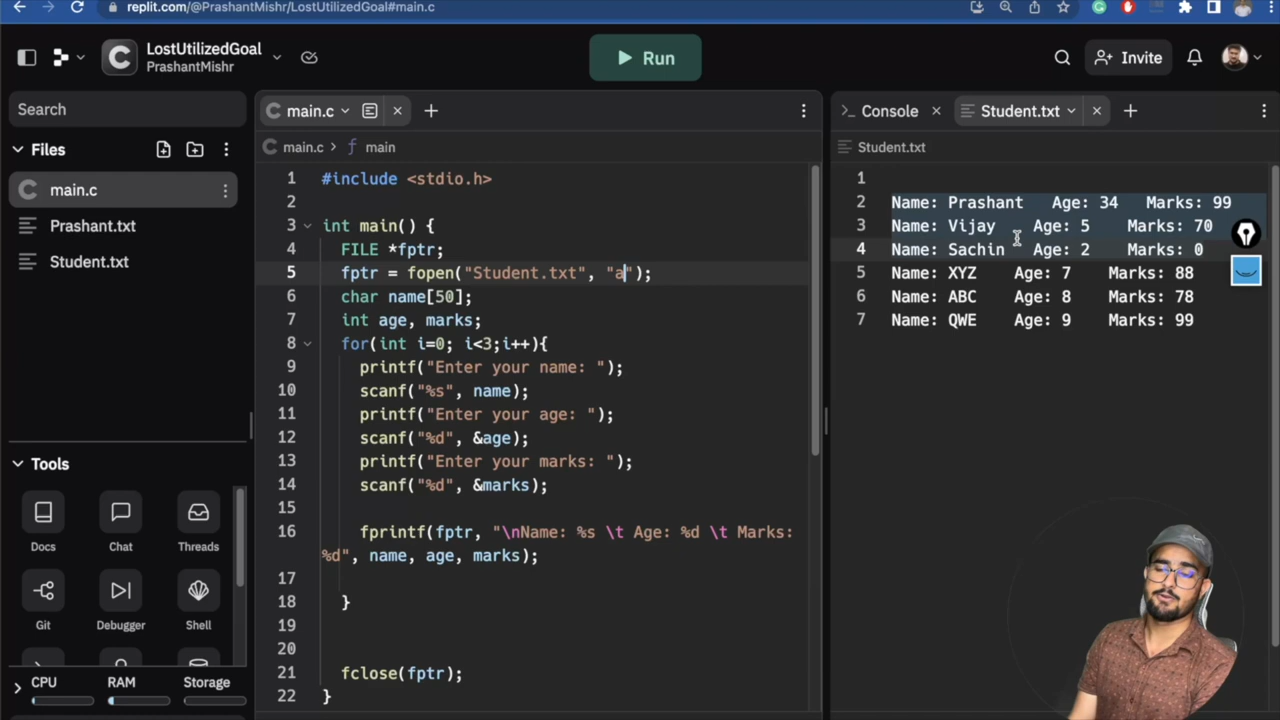 replit.com/@PrashantMishr/LostUtilizedGoal#main.c
LostUtilizedGoal
PrashantMishr
Run
Invite
Search
Files
main.c
Prashant.txt
Student.txt
Tools
Docs
Chat
Threads
Git
Debugger
Shell
CPU
RAM
Storage
main.c
main.c > main
1 #include <stdio.h>
2
3 int main() {
4 FILE *fptr;
5 fptr = fopen("Student.txt", "a");
6 char name[50];
7 int age, marks;
8 for(int i=0; i<3;i++){
9 printf("Enter your name: ");
10 scanf("%s", name);
11 printf("Enter your age: ");
12 scanf("%d", &age);
13 printf("Enter your marks: ");
14 scanf("%d", &marks);
15
16 fprintf(fptr, "\nName: %s \t Age: %d \t Marks:
%d", name, age, marks);
17
18 }
19
20
21 fclose(fptr);
22 }
Console
Student.txt
Student.txt
1
2 Name: Prashant Age: 34 Marks: 99
3 Name: Vijay Age: 5 Marks: 70
4 Name: Sachin Age: 2 Marks: 0
5 Name: XYZ Age: 7 Marks: 88
6 Name: ABC Age: 8 Marks: 78
7 Name: QWE Age: 9 Marks: 99